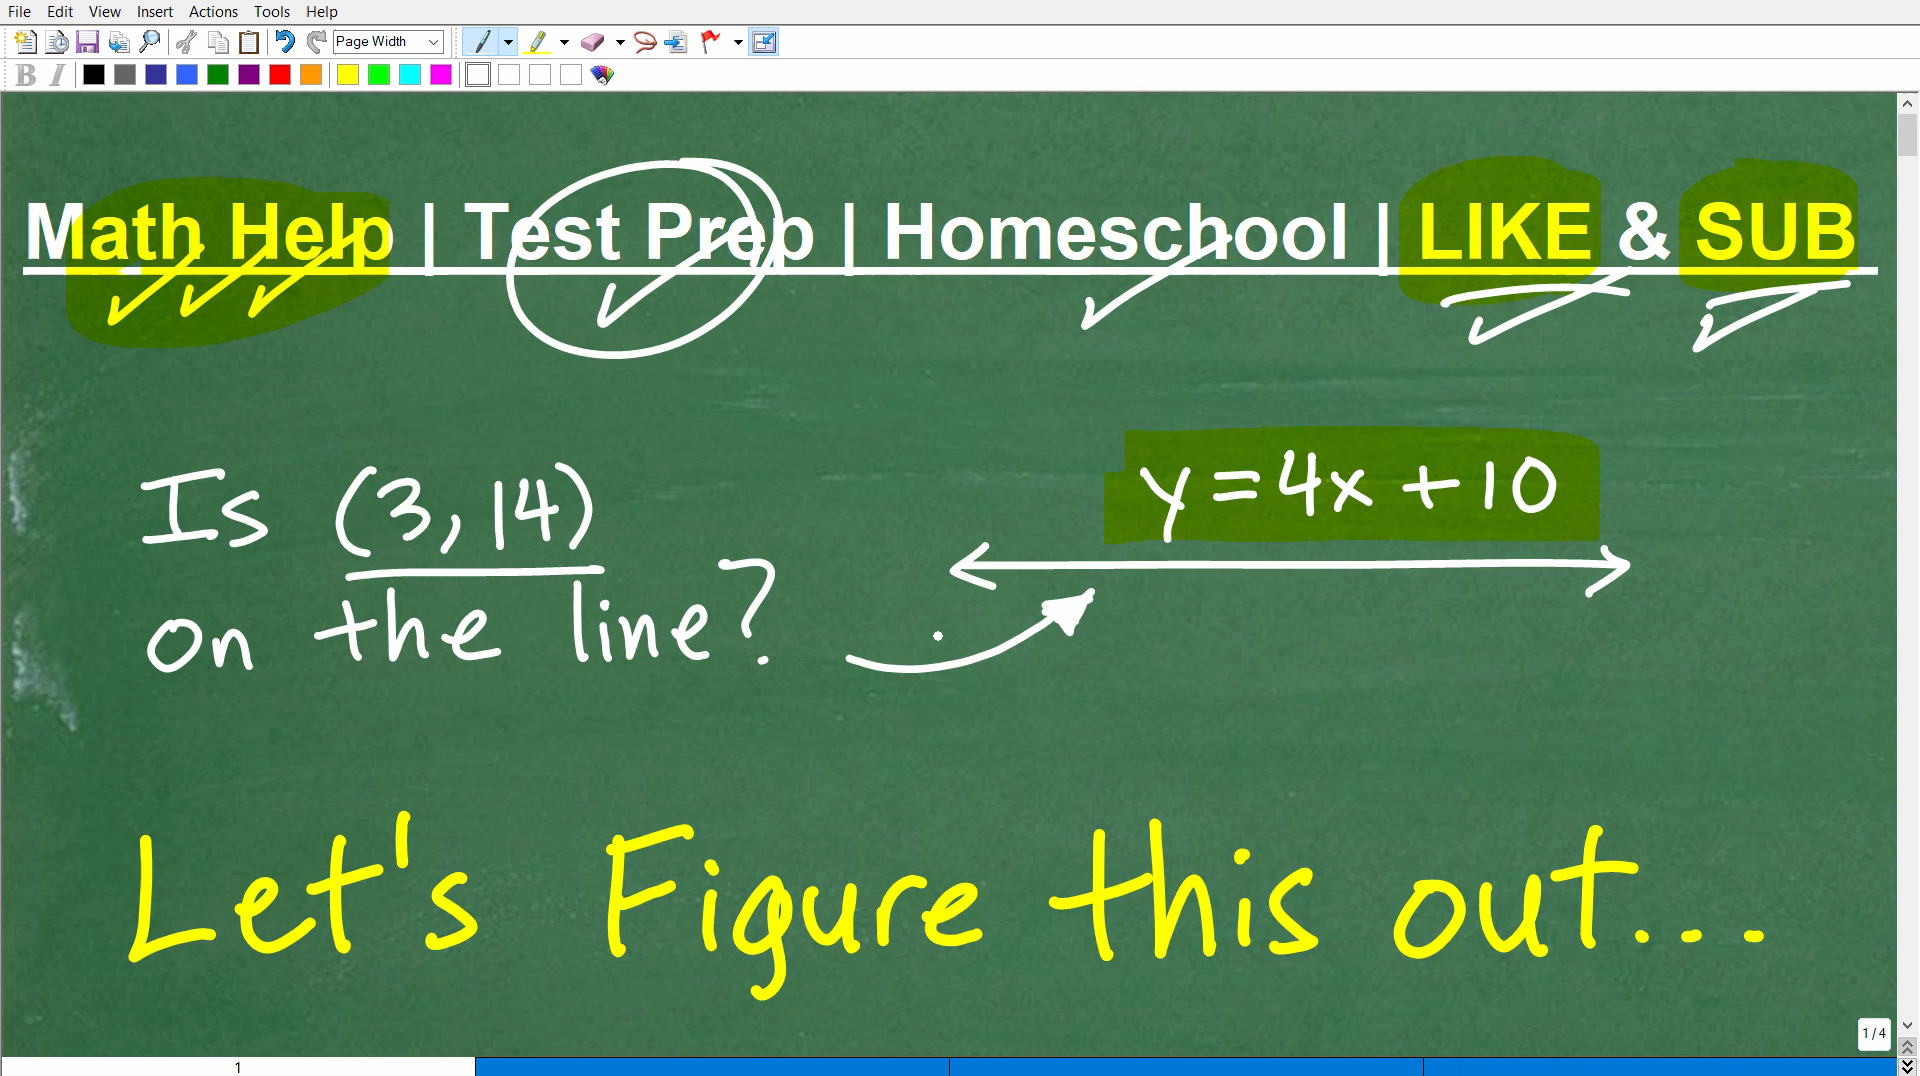 File Edit View Insert Actions Tools Help
Page Width
B I
Math Help | Test Prep | Homeschool | LIKE & SUB
Is (3, 14)
on the line?
y = 4x + 10
Let's Figure this out...
1 / 4
1